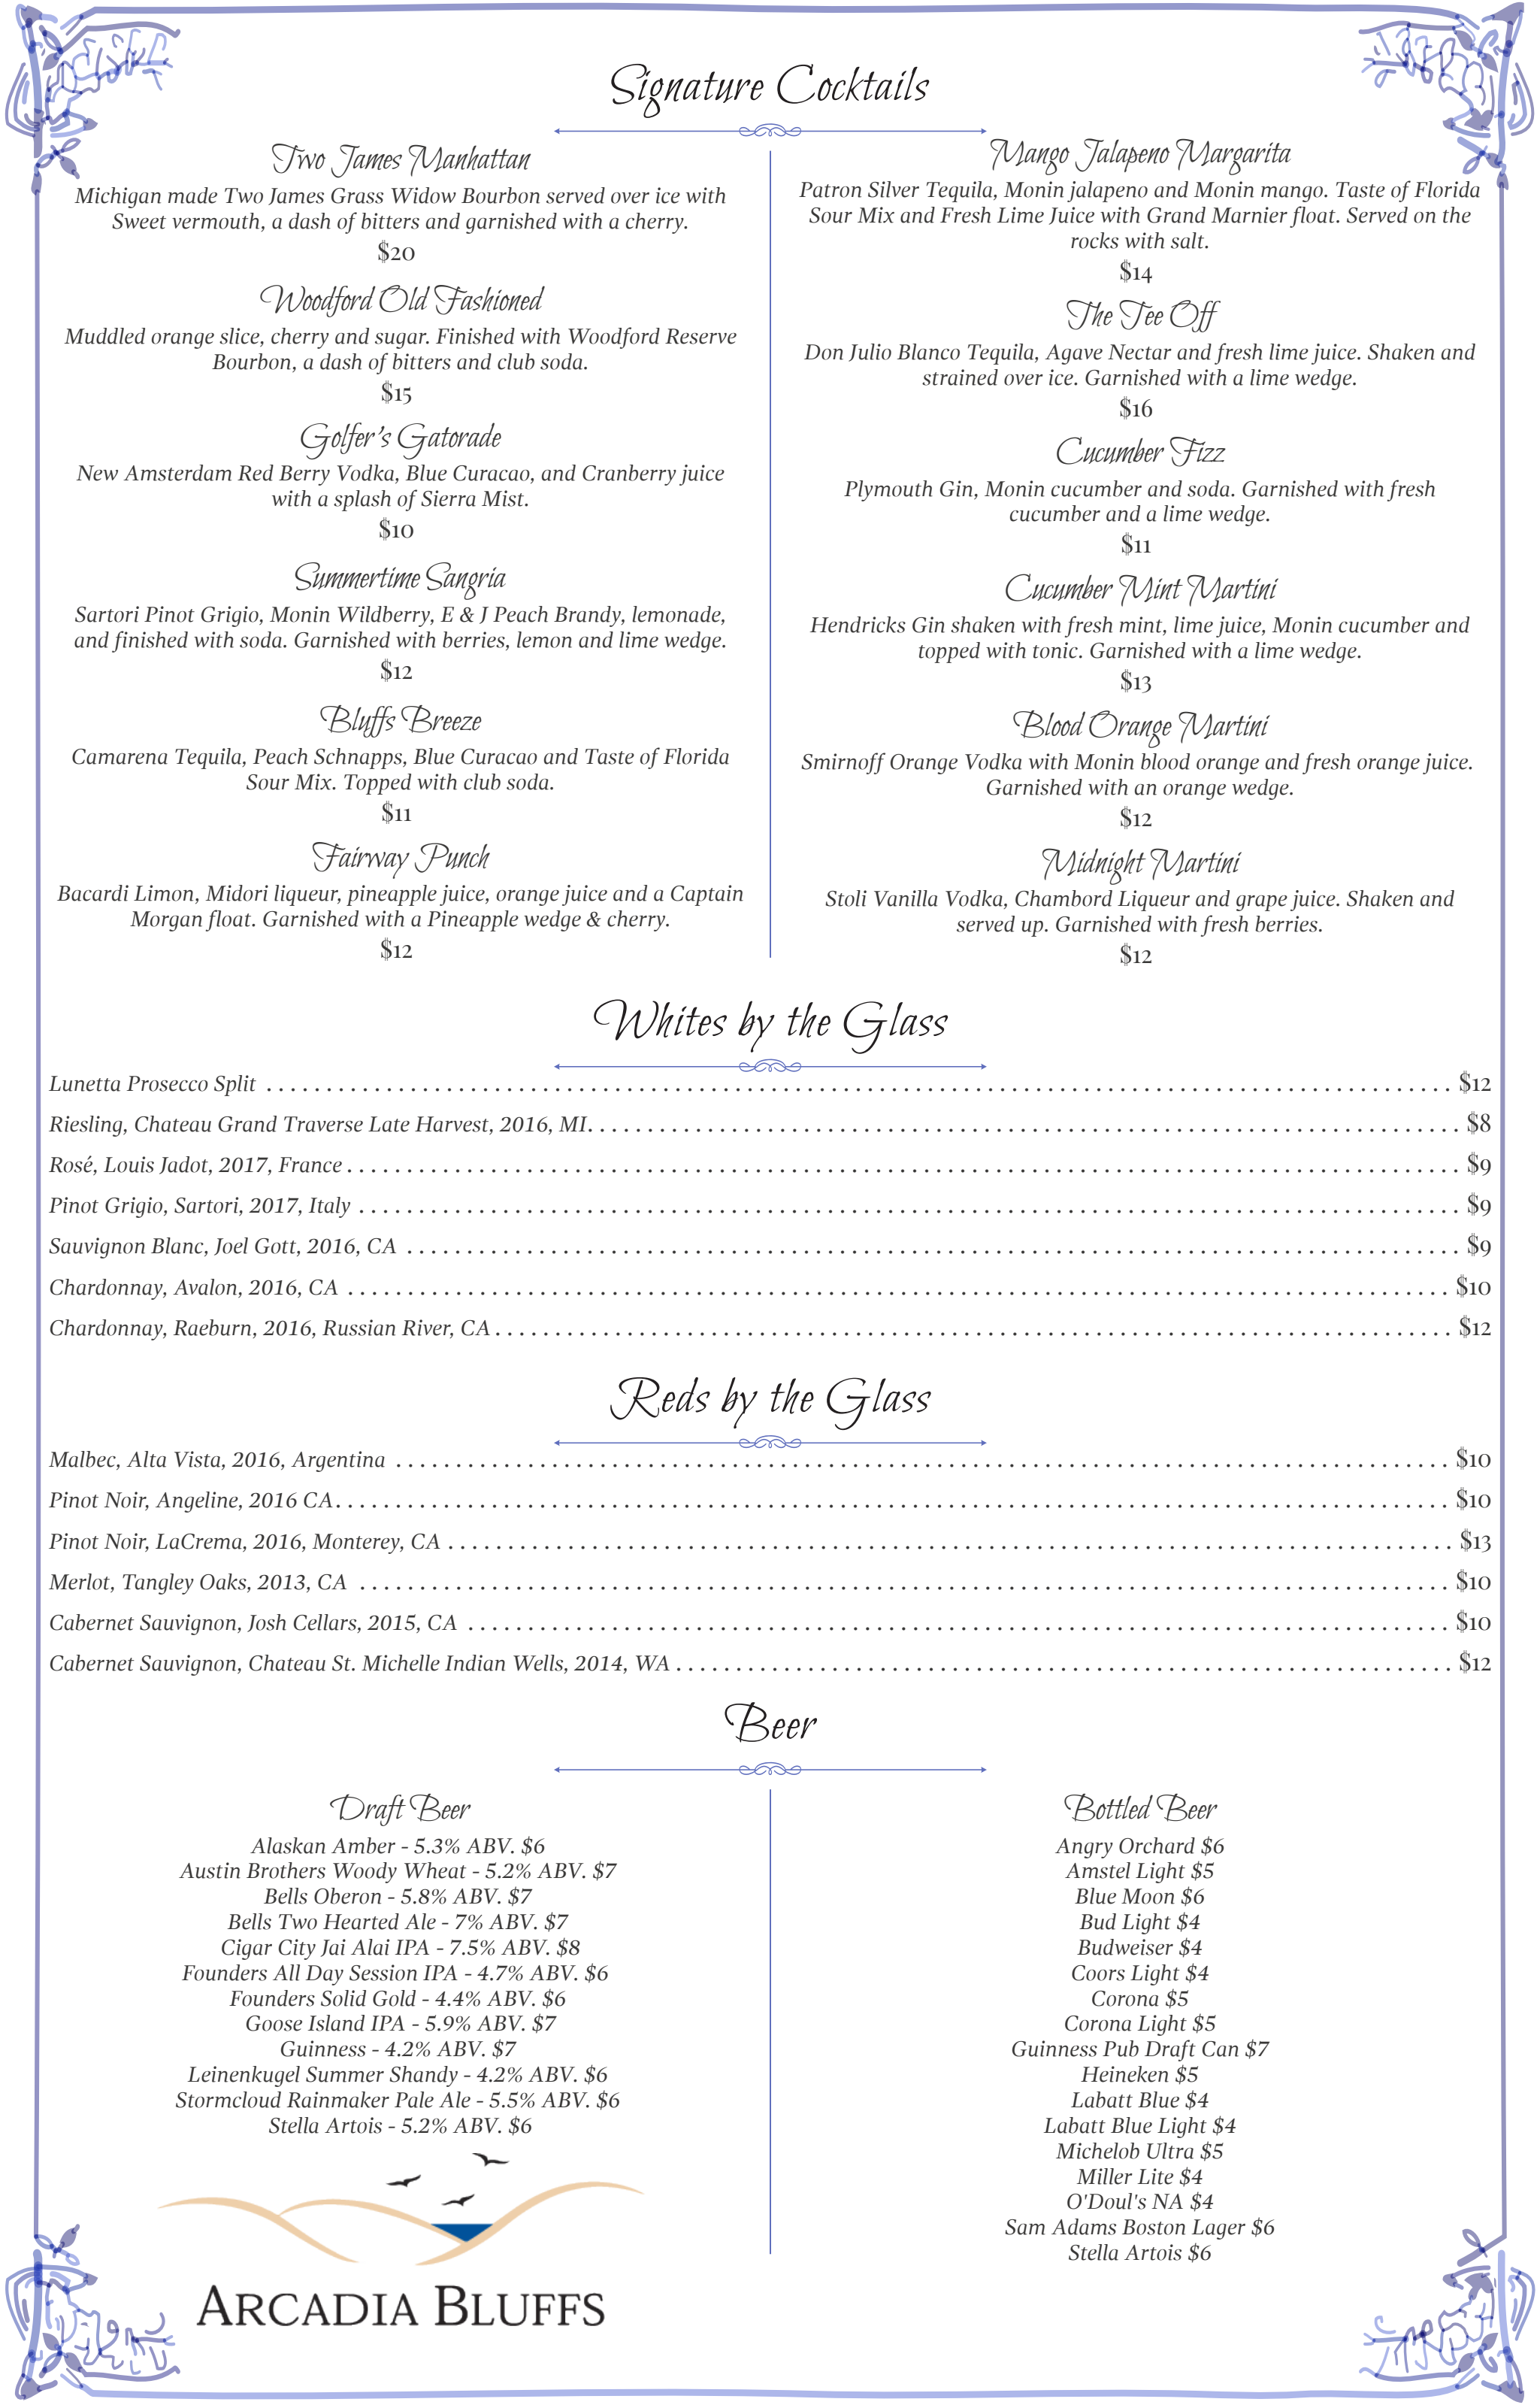 Signature Cocktails
Two James Manhattan
Michigan made Two James Grass Widow Bourbon served over ice with
Sweet vermouth, a dash of bitters and garnished with a cherry.
$20
Woodford Old Fashioned
Muddled orange slice, cherry and sugar. Finished with Woodford Reserve
Bourbon, a dash of bitters and club soda.
$15
Golfer's Gatorade
New Amsterdam Red Berry Vodka, Blue Curacao, and Cranberry juice
with a splash of Sierra Mist.
$10
Summertime Sangria
Sartori Pinot Grigio, Monin Wildberry, E & J Peach Brandy, lemonade,
and finished with soda. Garnished with berries, lemon and lime wedge.
$12
Bluffs Breeze
Camarena Tequila, Peach Schnapps, Blue Curacao and Taste of Florida
Sour Mix. Topped with club soda.
$11
Fairway Punch
Bacardi Limon, Midori liqueur, pineapple juice, orange juice and a Captain
Morgan float. Garnished with a Pineapple wedge & cherry.
$12
Mango Jalapeno Margarita
Patron Silver Tequila, Monin jalapeno and Monin mango. Taste of Florida
Sour Mix and Fresh Lime Juice with Grand Marnier float. Served on the
rocks with salt.
$14
The Tee Off
Don Julio Blanco Tequila, Agave Nectar and fresh lime juice. Shaken and
strained over ice. Garnished with a lime wedge.
$16
Cucumber Fizz
Plymouth Gin, Monin cucumber and soda. Garnished with fresh
cucumber and a lime wedge.
$11
Cucumber Mint Martini
Hendricks Gin shaken with fresh mint, lime juice, Monin cucumber and
topped with tonic. Garnished with a lime wedge.
$13
Blood Orange Martini
Smirnoff Orange Vodka with Monin blood orange and fresh orange juice.
Garnished with an orange wedge.
$12
Midnight Martini
Stoli Vanilla Vodka, Chambord Liqueur and grape juice. Shaken and
served up. Garnished with fresh berries.
$12
Whites by the Glass
Lunetta Prosecco Split $12
Riesling, Chateau Grand Traverse Late Harvest, 2016, MI. $8
Rosé, Louis Jadot, 2017, France $9
Pinot Grigio, Sartori, 2017, Italy $9
Sauvignon Blanc, Joel Gott, 2016, CA $9
Chardonnay, Avalon, 2016, CA $10
Chardonnay, Raeburn, 2016, Russian River, CA $12
Reds by the Glass
Malbec, Alta Vista, 2016, Argentina $10
Pinot Noir, Angeline, 2016 CA $10
Pinot Noir, LaCrema, 2016, Monterey, CA $13
Merlot, Tangley Oaks, 2013, CA $10
Cabernet Sauvignon, Josh Cellars, 2015, CA $10
Cabernet Sauvignon, Chateau St. Michelle Indian Wells, 2014, WA $12
Beer
Draft Beer
Alaskan Amber - 5.3% ABV. $6
Austin Brothers Woody Wheat - 5.2% ABV. $7
Bells Oberon - 5.8% ABV. $7
Bells Two Hearted Ale - 7% ABV. $7
Cigar City Jai Alai IPA - 7.5% ABV. $8
Founders All Day Session IPA - 4.7% ABV. $6
Founders Solid Gold - 4.4% ABV. $6
Goose Island IPA - 5.9% ABV. $7
Guinness - 4.2% ABV. $7
Leinenkugel Summer Shandy - 4.2% ABV. $6
Stormcloud Rainmaker Pale Ale - 5.5% ABV. $6
Stella Artois - 5.2% ABV. $6
Bottled Beer
Angry Orchard $6
Amstel Light $5
Blue Moon $6
Bud Light $4
Budweiser $4
Coors Light $4
Corona $5
Corona Light $5
Guinness Pub Draft Can $7
Heineken $5
Labatt Blue $4
Labatt Blue Light $4
Michelob Ultra $5
Miller Lite $4
O'Doul's NA $4
Sam Adams Boston Lager $6
Stella Artois $6
ARCADIA BLUFFS